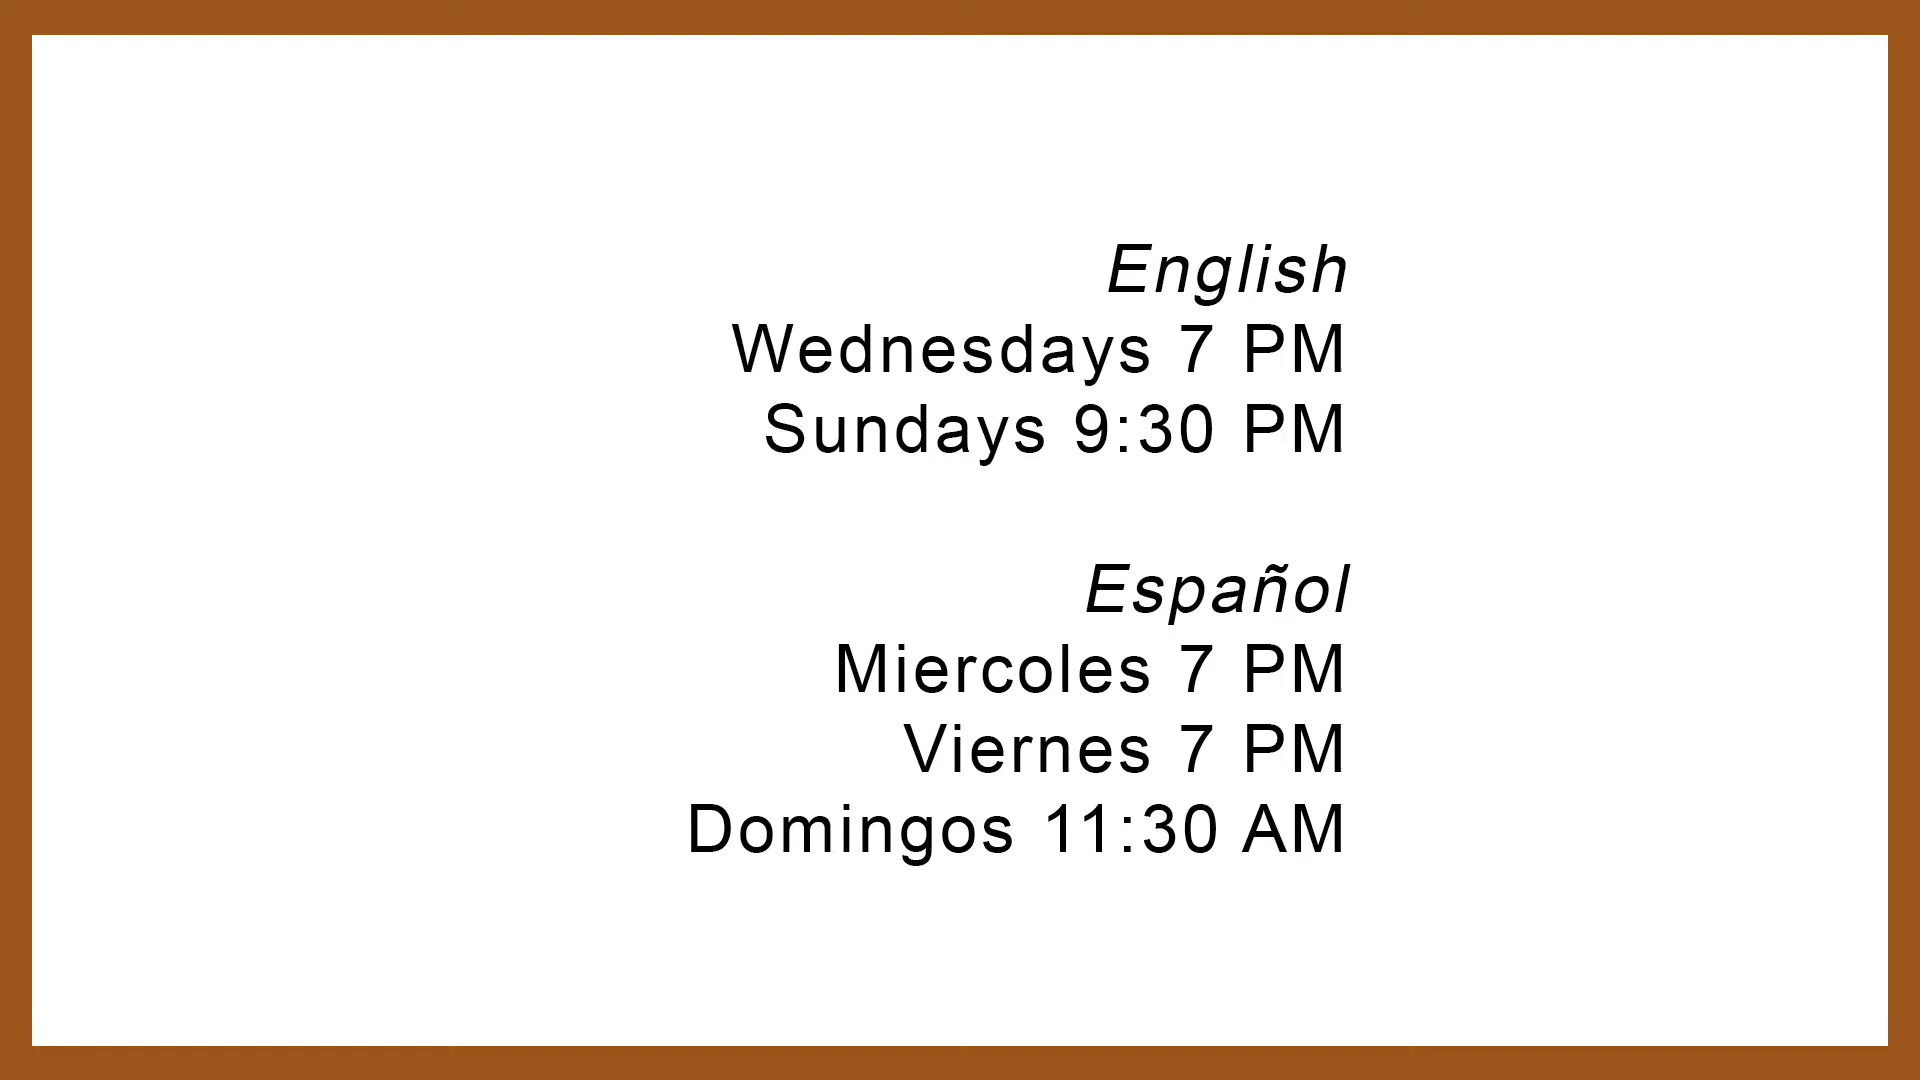 English
Wednesdays 7 PM
Sundays 9:30 PM
Español
Miercoles 7 PM
Viernes 7 PM
Domingos 11:30 AM